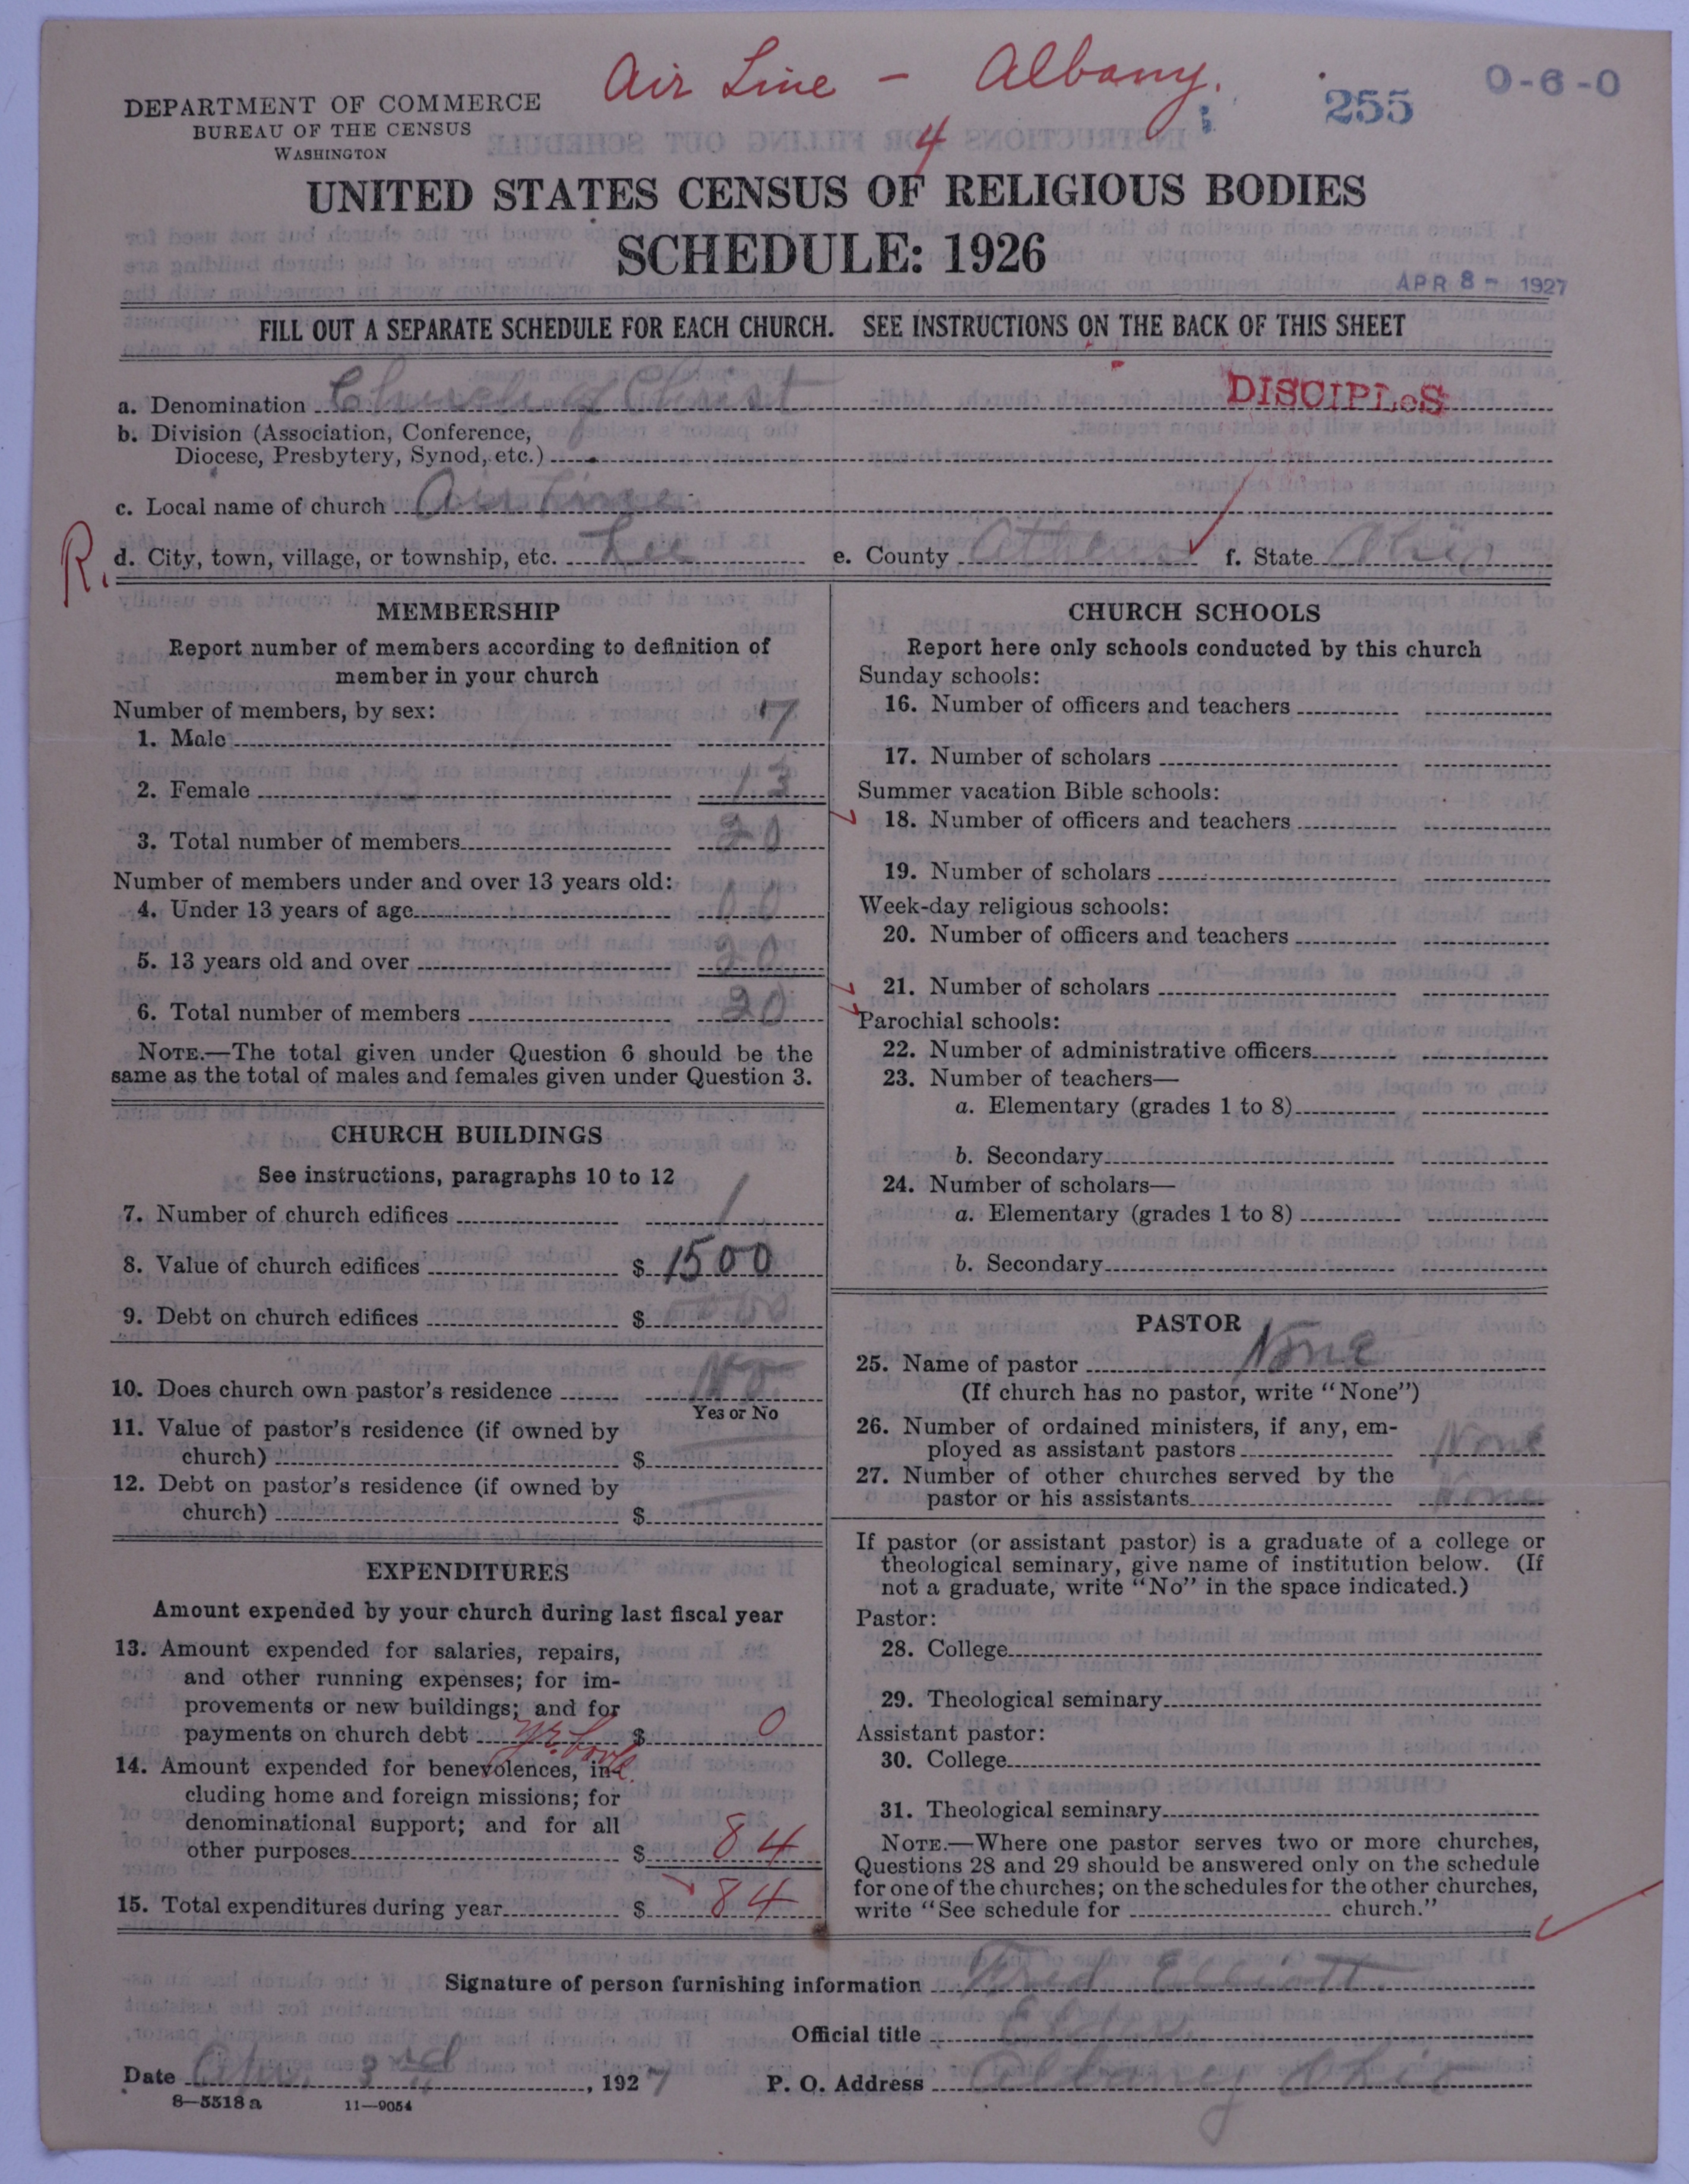 Air Line - Albany.
4
255
0-6-0
DEPARTMENT OF COMMERCE
BUREAU OF THE CENSUS
WASHINGTON
UNITED STATES CENSUS OF RELIGIOUS BODIES
SCHEDULE: 1926
APR 8 - 1927
FILL OUT A SEPARATE SCHEDULE FOR EACH CHURCH. SEE INSTRUCTIONS ON THE BACK OF THIS SHEET
a. Denomination Church of Christ DISCIPLES
b. Division (Association, Conference,
Diocese, Presbytery, Synod, etc.)
c. Local name of church Air Line
R. d. City, town, village, or township, etc. Lee e. County Athens f. State Ohio
MEMBERSHIP
Report number of members according to definition of
member in your church
Number of members, by sex:
1. Male 7
2. Female 13
3. Total number of members 20
Number of members under and over 13 years old:
4. Under 13 years of age 00
5. 13 years old and over 20
6. Total number of members 20
NOTE.—The total given under Question 6 should be the
same as the total of males and females given under Question 3.
CHURCH BUILDINGS
See instructions, paragraphs 10 to 12
7. Number of church edifices 1
8. Value of church edifices $ 1500
9. Debt on church edifices $
10. Does church own pastor's residence No
Yes or No
11. Value of pastor's residence (if owned by
church) $
12. Debt on pastor's residence (if owned by
church) $
EXPENDITURES
Amount expended by your church during last fiscal year
13. Amount expended for salaries, repairs,
and other running expenses; for im-
provements or new buildings; and for
payments on church debt $ 0
14. Amount expended for benevolences, in-
cluding home and foreign missions; for
denominational support; and for all
other purposes $ 84
15. Total expenditures during year $ 84
CHURCH SCHOOLS
Report here only schools conducted by this church
Sunday schools:
16. Number of officers and teachers
17. Number of scholars
Summer vacation Bible schools:
18. Number of officers and teachers
19. Number of scholars
Week-day religious schools:
20. Number of officers and teachers
21. Number of scholars
Parochial schools:
22. Number of administrative officers
23. Number of teachers—
a. Elementary (grades 1 to 8)
b. Secondary
24. Number of scholars—
a. Elementary (grades 1 to 8)
b. Secondary
PASTOR
25. Name of pastor None
(If church has no pastor, write "None")
26. Number of ordained ministers, if any, em-
ployed as assistant pastors None
27. Number of other churches served by the
pastor or his assistants None
If pastor (or assistant pastor) is a graduate of a college or
theological seminary, give name of institution below. (If
not a graduate, write "No" in the space indicated.)
Pastor:
28. College
29. Theological seminary
Assistant pastor:
30. College
31. Theological seminary
NOTE.—Where one pastor serves two or more churches,
Questions 28 and 29 should be answered only on the schedule
for one of the churches; on the schedules for the other churches,
write "See schedule for church."
Signature of person furnishing information Fred Elliott
Official title Elder
Date Apr. 3rd, 1927 P. O. Address Albany Ohio
8—5518 a 11—9054